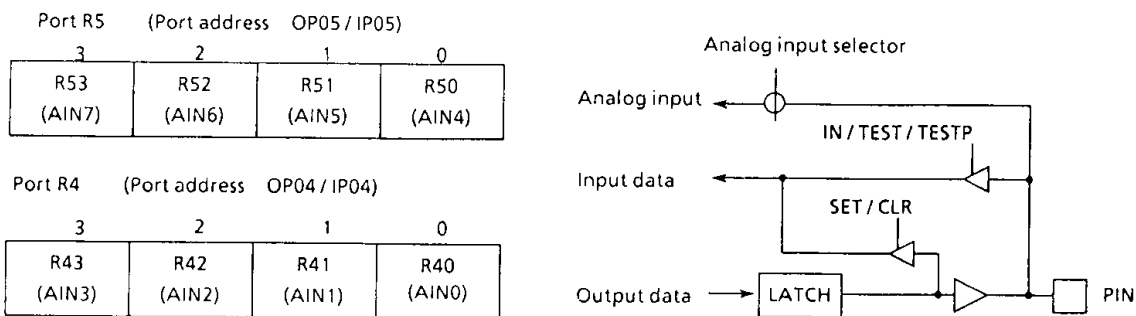 Port R5 (Port address OP05 / IP05)
3 2 1 0
R53 R52 R51 R50
(AIN7) (AIN6) (AIN5) (AIN4)
Port R4 (Port address OP04 / IP04)
3 2 1 0
R43 R42 R41 R40
(AIN3) (AIN2) (AIN1) (AIN0)
Analog input selector
Analog input
IN / TEST / TESTP
Input data
SET / CLR
Output data LATCH PIN